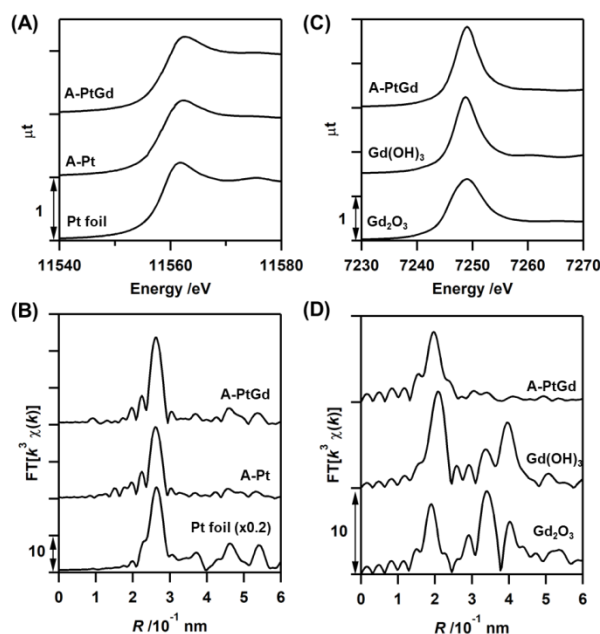 (A)
A-PtGd
A-Pt
Pt foil
1
μt
11540 11560 11580
Energy /eV
(C)
A-PtGd
Gd(OH)₃
Gd₂O₃
1
μt
7230 7240 7250 7260 7270
Energy /eV
(B)
A-PtGd
A-Pt
Pt foil (x0.2)
10
FT[k³ χ(k)]
0 1 2 3 4 5 6
R /10⁻¹ nm
(D)
A-PtGd
Gd(OH)₃
Gd₂O₃
10
FT[k³ χ(k)]
0 1 2 3 4 5 6
R /10⁻¹ nm